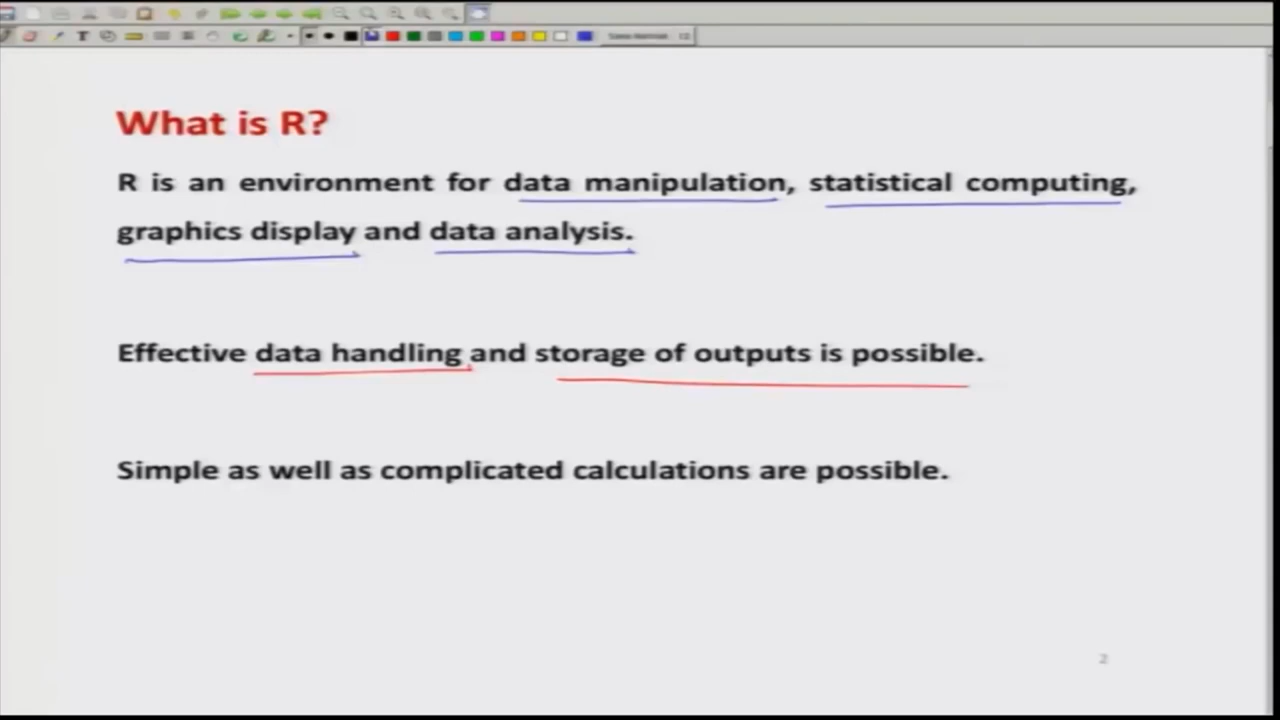 What is R?
R is an environment for data manipulation, statistical computing,
graphics display and data analysis.
Effective data handling and storage of outputs is possible.
Simple as well as complicated calculations are possible.
2